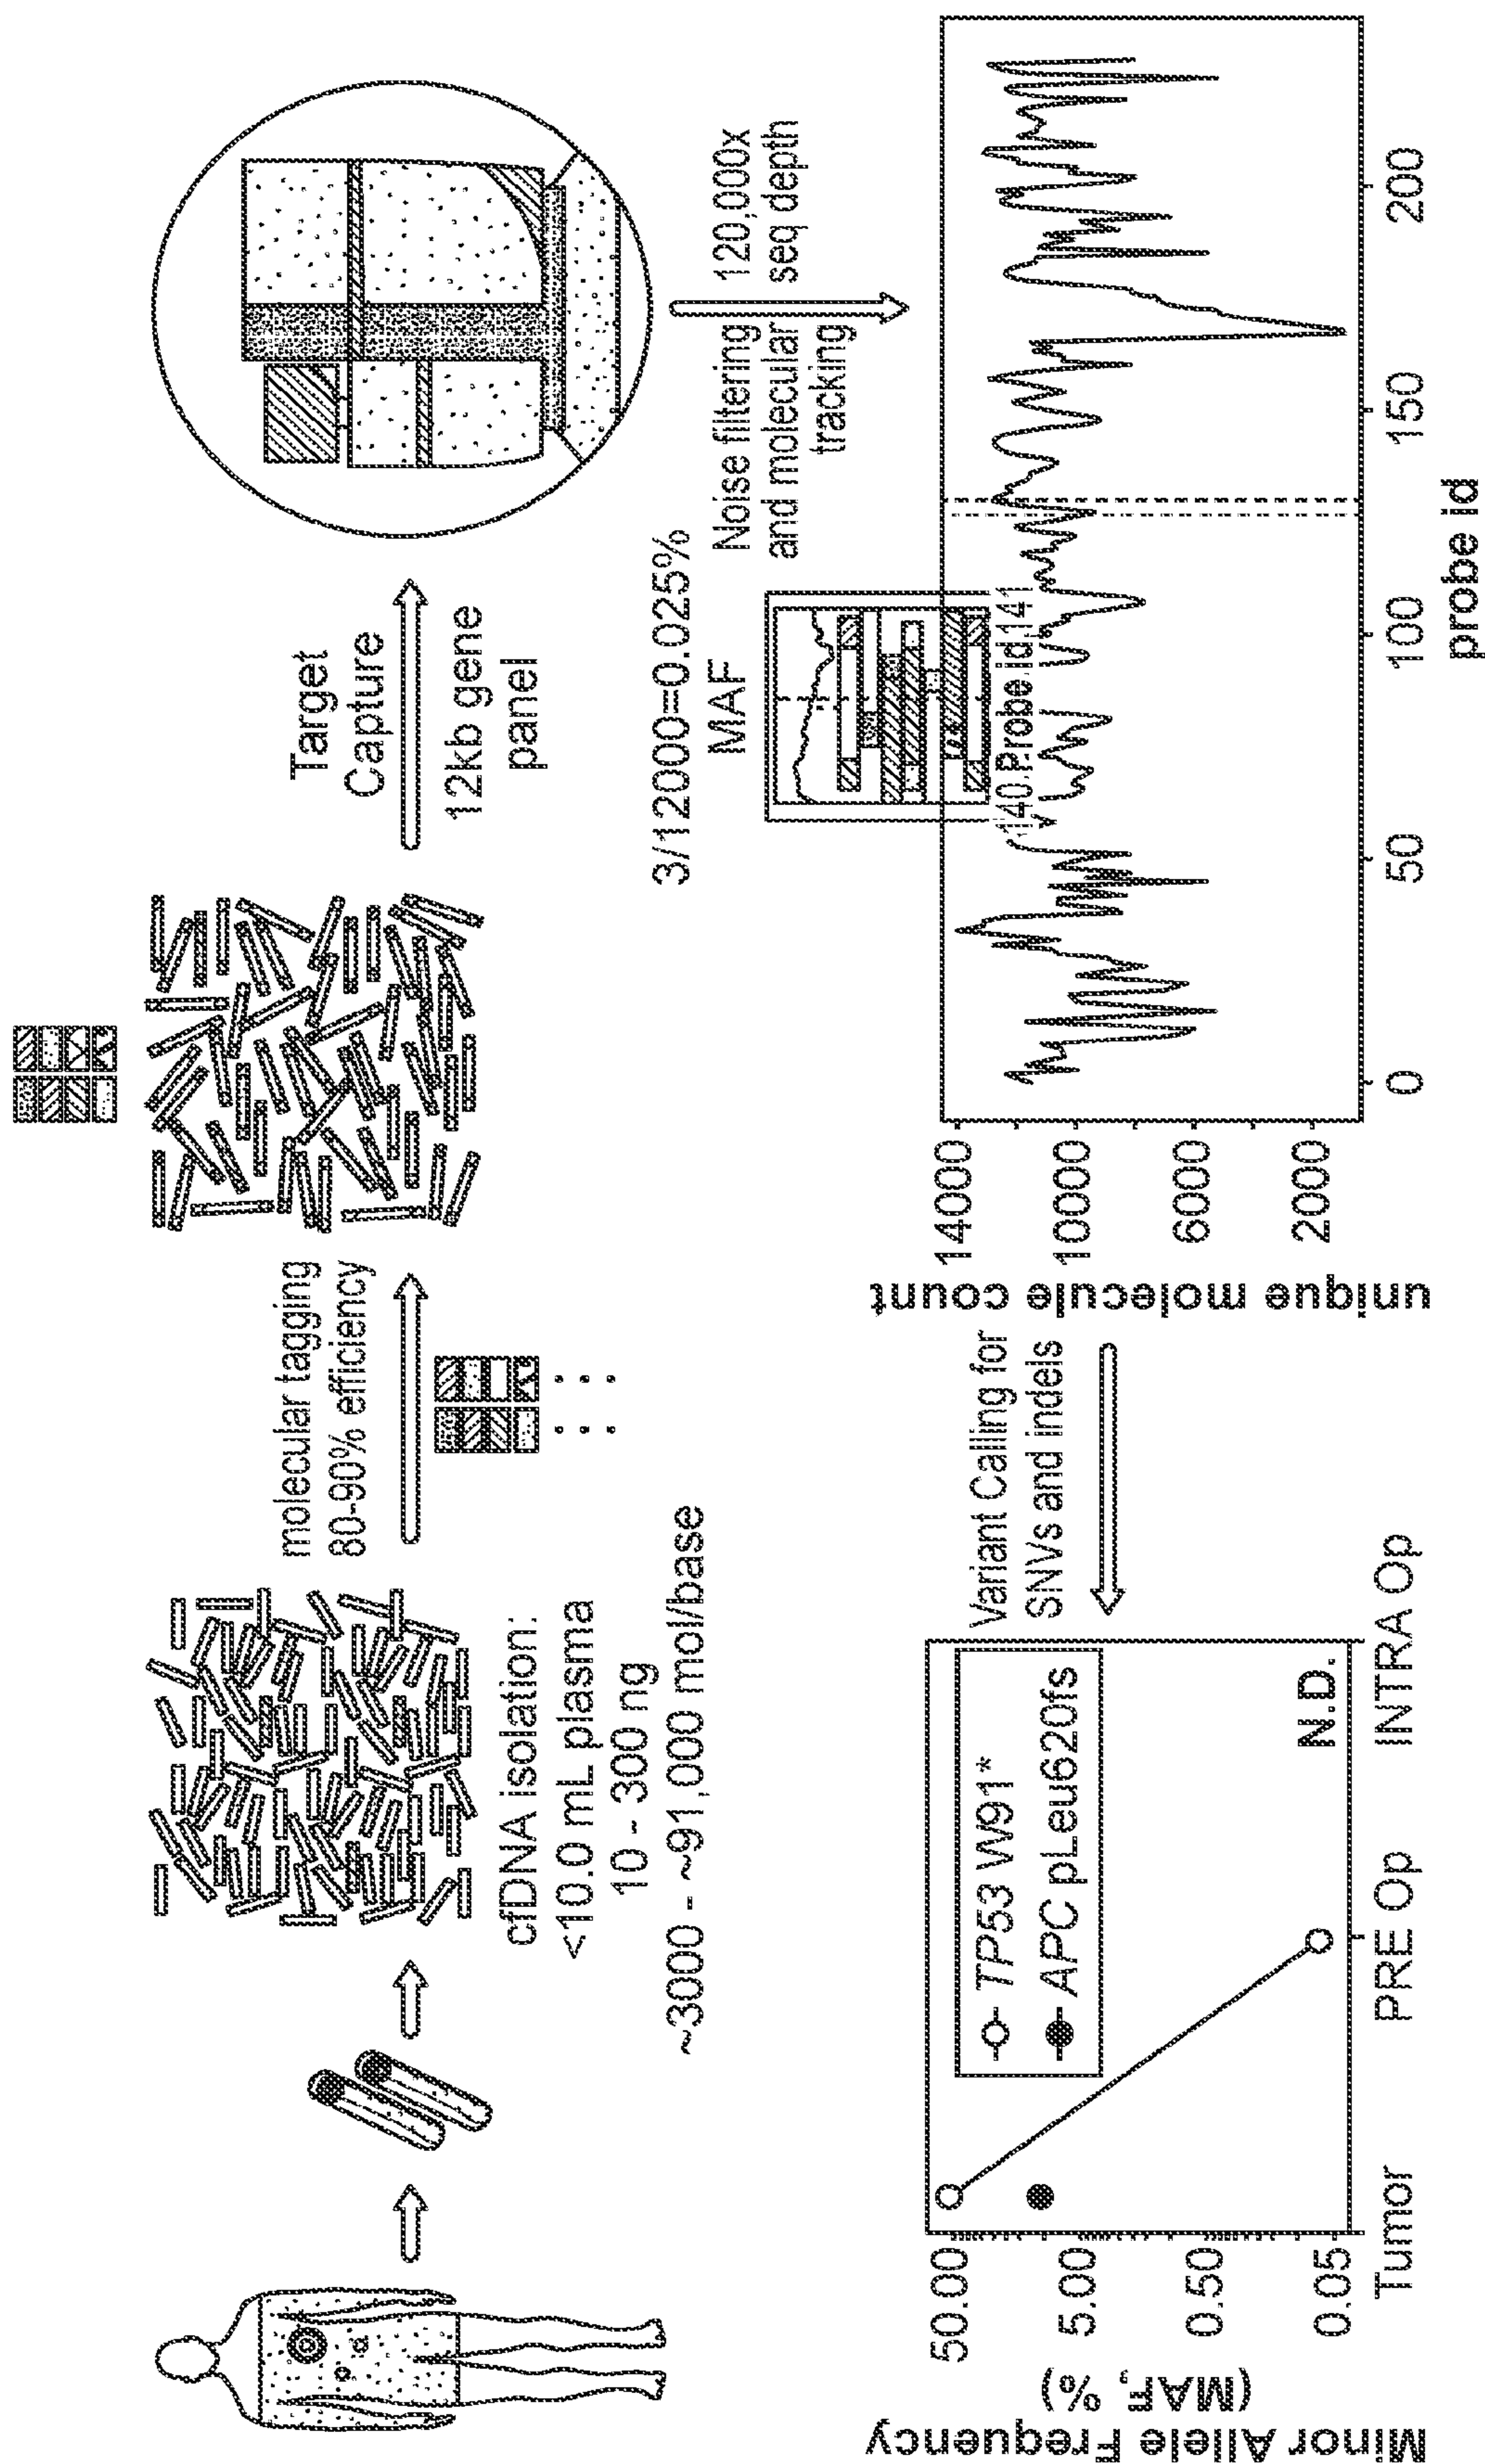 cfDNA isolation:
<10.0 mL plasma
10 - 300 ng
~3000 - ~91,000 mol/base
molecular tagging
80-90% efficiency
Target
Capture
12kb gene
panel
Noise filtering
and molecular
tracking
120,000x
seq depth
3/12000=0.025%
MAF
140.Probe.id.141
unique molecule count
14000
10000
6000
2000
0
50
100
150
200
probe id
Variant Calling for
SNVs and indels
Minor Allele Frequency
(MAF, %)
50.00
5.00
0.50
0.05
TP53 W91*
APC pLeu620fs
N.D.
Tumor
PRE Op
INTRA Op